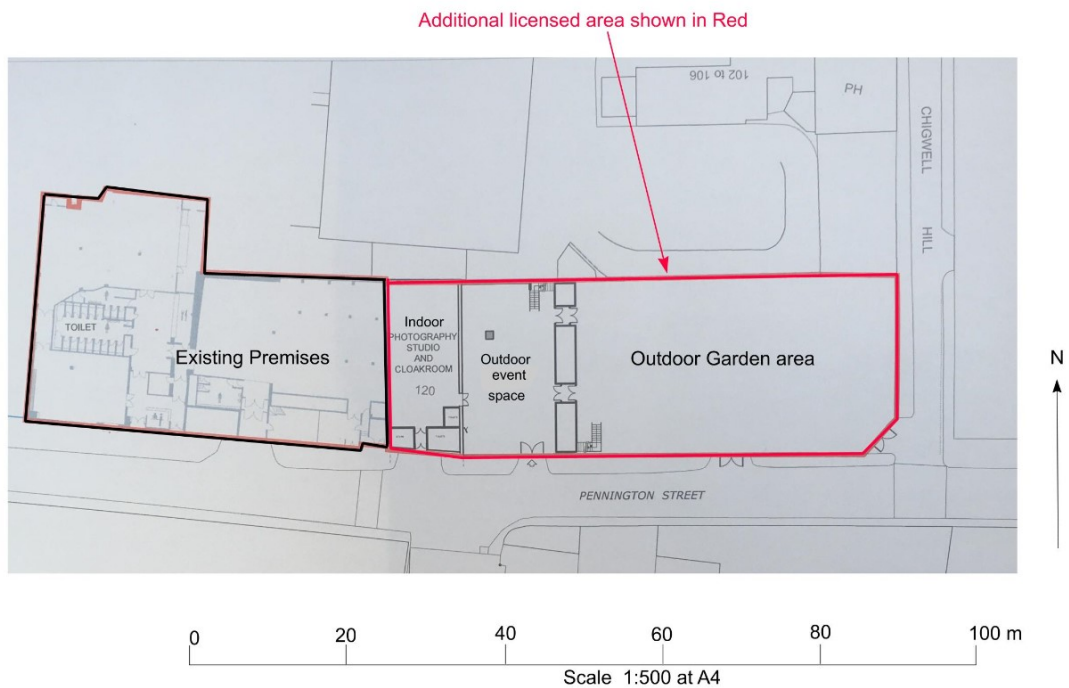 Additional licensed area shown in Red
102 to 106
PH
CHIGWELL
HILL
TOILET
Existing Premises
Indoor
PHOTOGRAPHY
STUDIO
AND
CLOAKROOM
120
Outdoor
event
space
Outdoor Garden area
N
PENNINGTON STREET
0 20 40 60 80 100 m
Scale 1:500 at A4